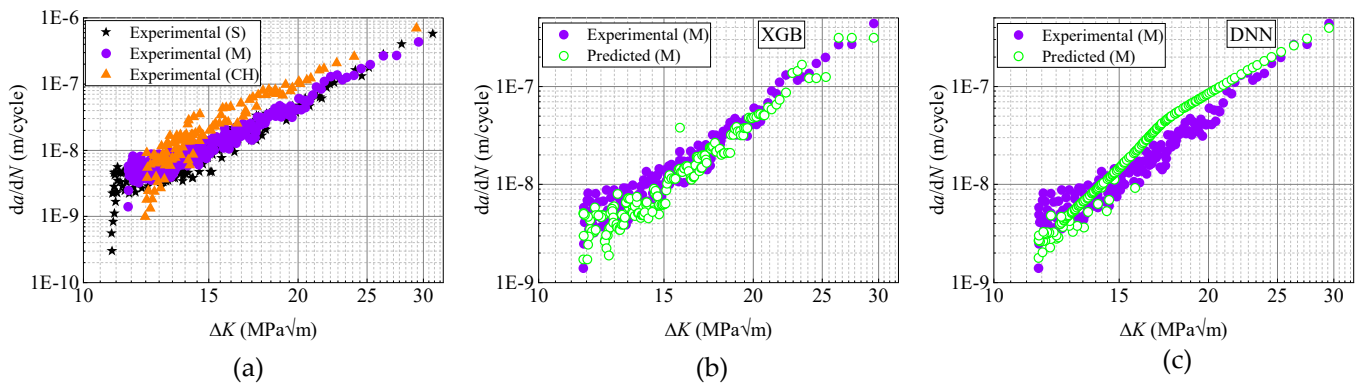 1E-6
1E-7
1E-8
1E-9
1E-10
da/dN (m/cycle)
Experimental (S)
Experimental (M)
Experimental (CH)
10 15 20 25 30
ΔK (MPa√m)
(a)
1E-7
1E-8
1E-9
da/dN (m/cycle)
Experimental (M)
Predicted (M)
XGB
10 15 20 25 30
ΔK (MPa√m)
(b)
1E-7
1E-8
1E-9
da/dN (m/cycle)
Experimental (M)
Predicted (M)
DNN
10 15 20 25 30
ΔK (MPa√m)
(c)